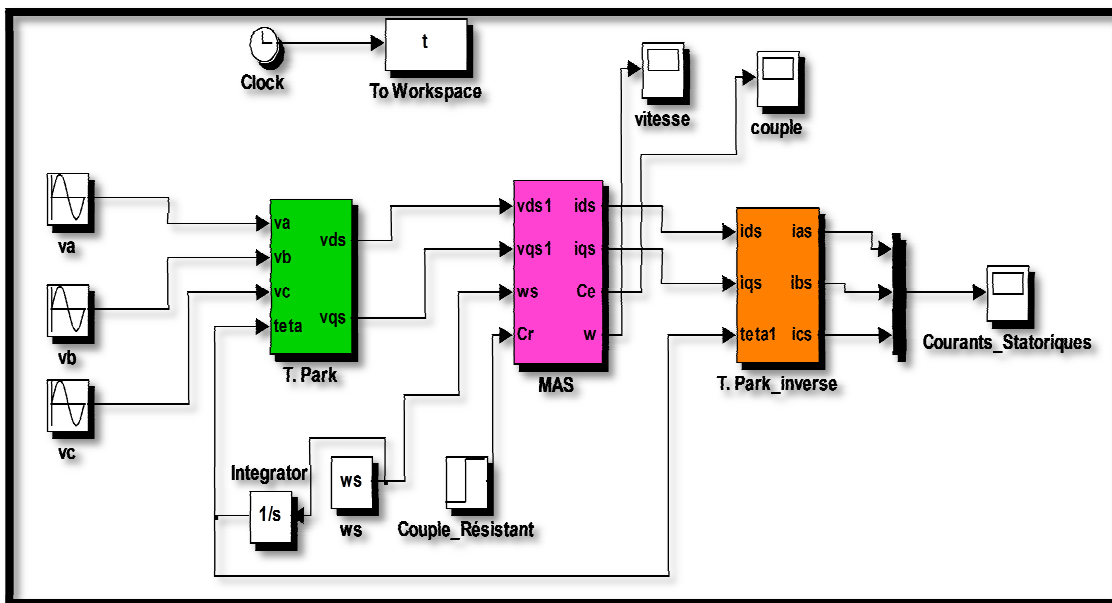 t
Clock
To Workspace
vitesse
couple
va
vb
vc
va
vb
vc
teta
vds
vqs
T. Park
vds1
vqs1
ws
Cr
ids
iqs
Ce
w
MAS
ids
iqs
teta1
ias
ibs
ics
T. Park_inverse
Courants_Statoriques
Integrator
1/s
ws
ws
Couple_Résistant